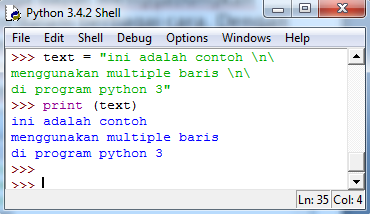 Python 3.4.2 Shell
File Edit Shell Debug Options Windows Help
>>> text = "ini adalah contoh \n\
menggunakan multiple baris \n\
di program python 3"
>>> print (text)
ini adalah contoh
menggunakan multiple baris
di program python 3
>>>
>>>
Ln: 35 Col: 4